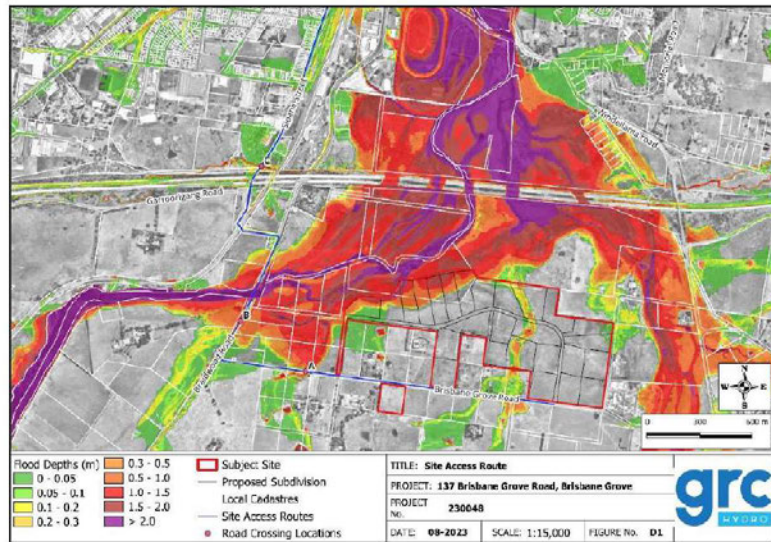 Garroorigang Road
Windellama Road
Braidwood Road
B
A
Brisbane Grove Road
N
W E
S
600 m
Flood Depths (m)
0 - 0.05
0.05 - 0.1
0.1 - 0.2
0.2 - 0.3
0.3 - 0.5
0.5 - 1.0
1.0 - 1.5
1.5 - 2.0
> 2.0
Subject Site
Proposed Subdivision
Local Cadastres
Site Access Routes
Road Crossing Locations
TITLE: Site Access Route
PROJECT: 137 Brisbane Grove Road, Brisbane Grove
PROJECT No. 230048
DATE: 08-2023 SCALE: 1:15,000 FIGURE No. D1
grc
HYDRO